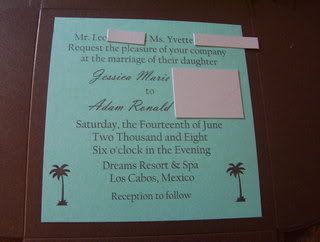 Mr. Lee Ms. Yvette
Request the pleasure of your company
at the marriage of their daughter
Jessica Marie
to
Adam Ronald
Saturday, the Fourteenth of June
Two Thousand and Eight
Six o'clock in the Evening
Dreams Resort & Spa
Los Cabos, Mexico
Reception to follow